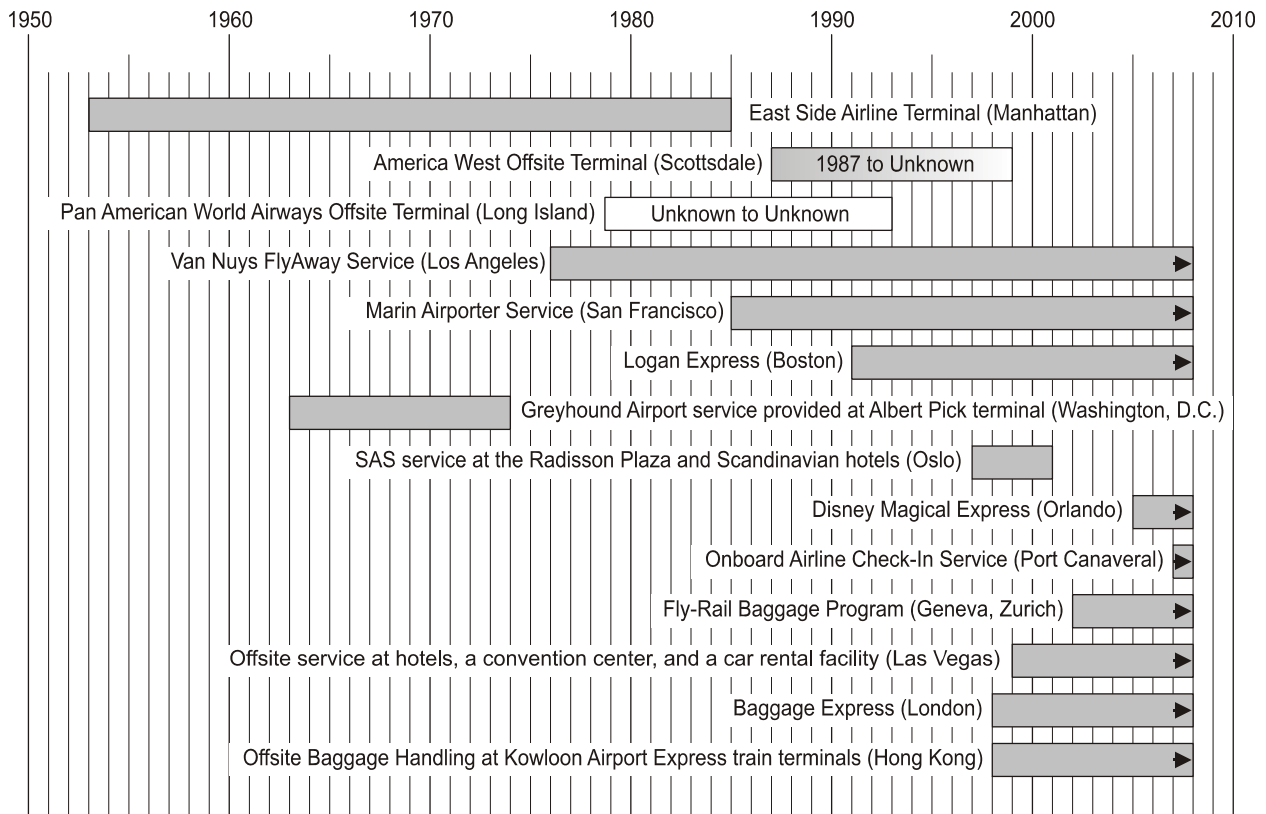 1950 1960 1970 1980 1990 2000 2010
East Side Airline Terminal (Manhattan)
America West Offsite Terminal (Scottsdale) 1987 to Unknown
Pan American World Airways Offsite Terminal (Long Island) Unknown to Unknown
Van Nuys FlyAway Service (Los Angeles)
Marin Airporter Service (San Francisco)
Logan Express (Boston)
Greyhound Airport service provided at Albert Pick terminal (Washington, D.C.)
SAS service at the Radisson Plaza and Scandinavian hotels (Oslo)
Disney Magical Express (Orlando)
Onboard Airline Check-In Service (Port Canaveral)
Fly-Rail Baggage Program (Geneva, Zurich)
Offsite service at hotels, a convention center, and a car rental facility (Las Vegas)
Baggage Express (London)
Offsite Baggage Handling at Kowloon Airport Express train terminals (Hong Kong)